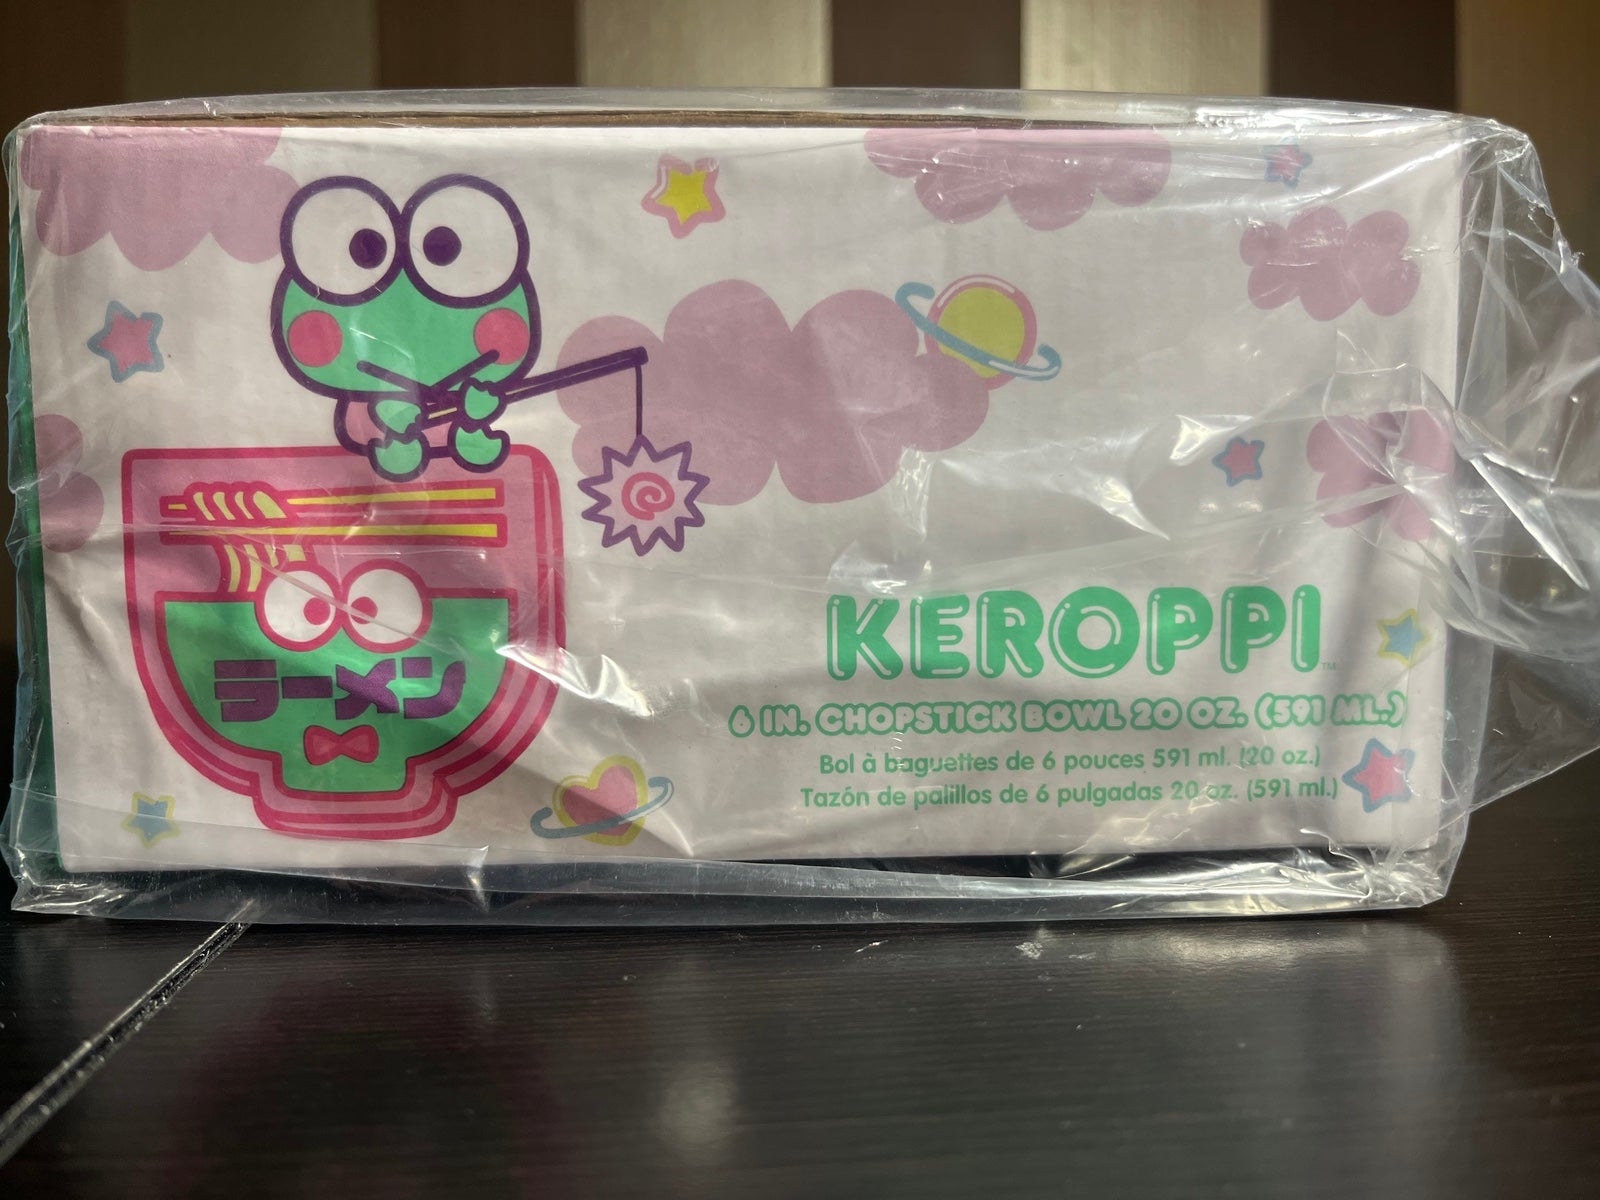 ラーメン
KEROPPI™
6 IN. CHOPSTICK BOWL 20 OZ. (591 ML.)
Bol à baguettes de 6 pouces 591 ml. (20 oz.)
Tazón de palillos de 6 pulgadas 20 oz. (591 ml.)